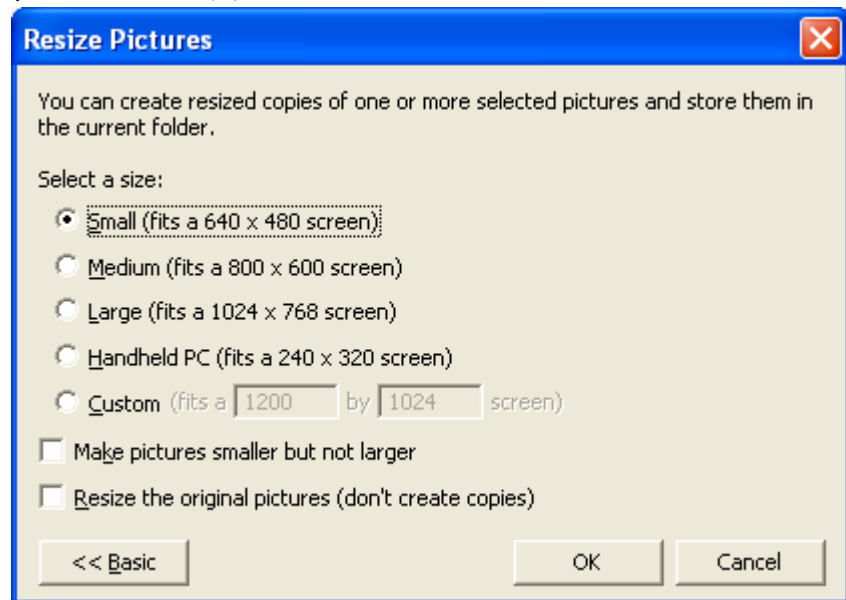 Resize Pictures
You can create resized copies of one or more selected pictures and store them in
the current folder.
Select a size:
Small (fits a 640 x 480 screen)
Medium (fits a 800 x 600 screen)
Large (fits a 1024 x 768 screen)
Handheld PC (fits a 240 x 320 screen)
Custom (fits a 1200 by 1024 screen)
Make pictures smaller but not larger
Resize the original pictures (don't create copies)
<< Basic OK Cancel